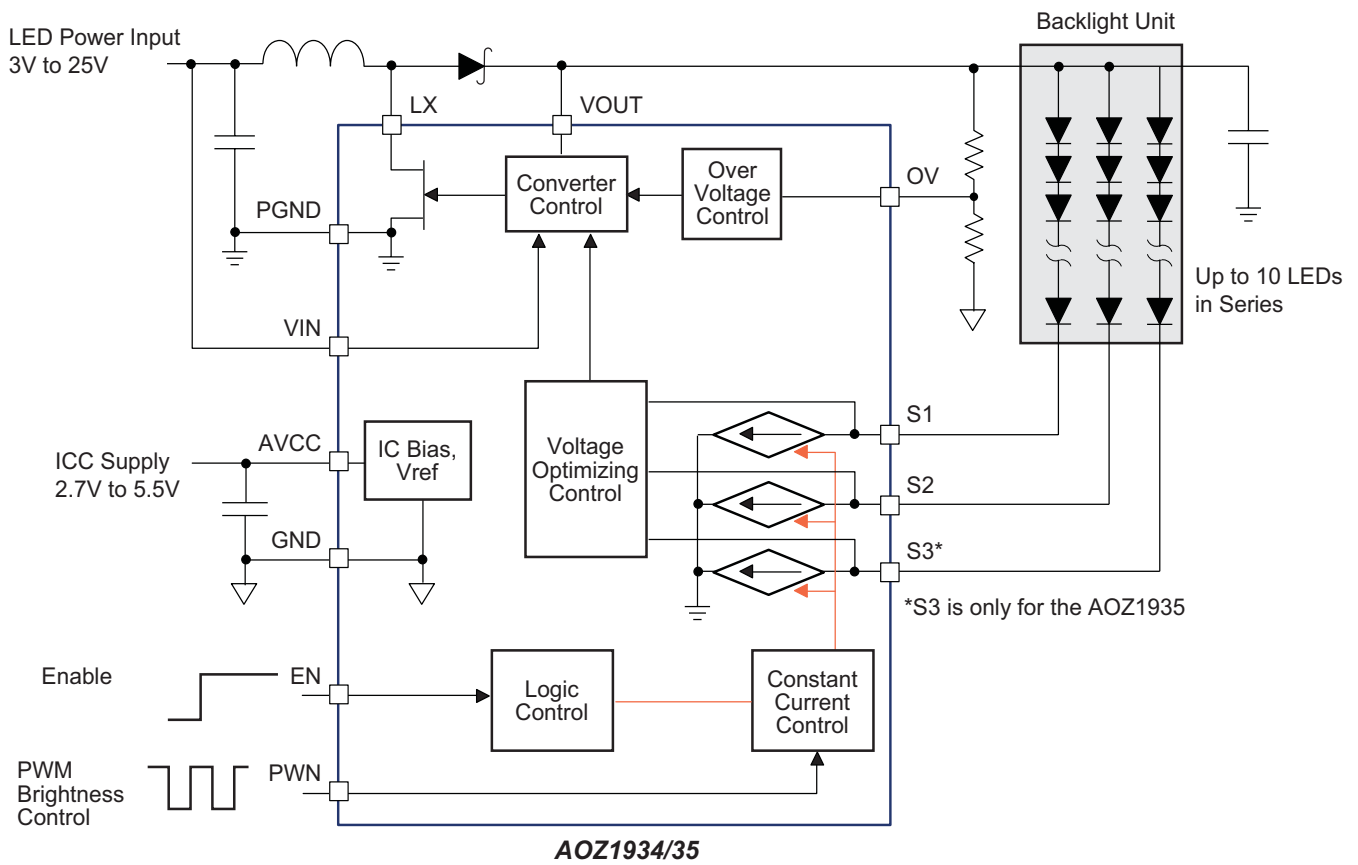 Backlight Unit
LED Power Input
3V to 25V
LX
VOUT
Converter
Control
Over
Voltage
Control
OV
PGND
Up to 10 LEDs
in Series
VIN
S1
AVCC
IC Bias,
Vref
Voltage
Optimizing
Control
ICC Supply
2.7V to 5.5V
S2
GND
S3*
*S3 is only for the AOZ1935
Enable
EN
Logic
Control
Constant
Current
Control
PWM
Brightness
Control
PWN
AOZ1934/35